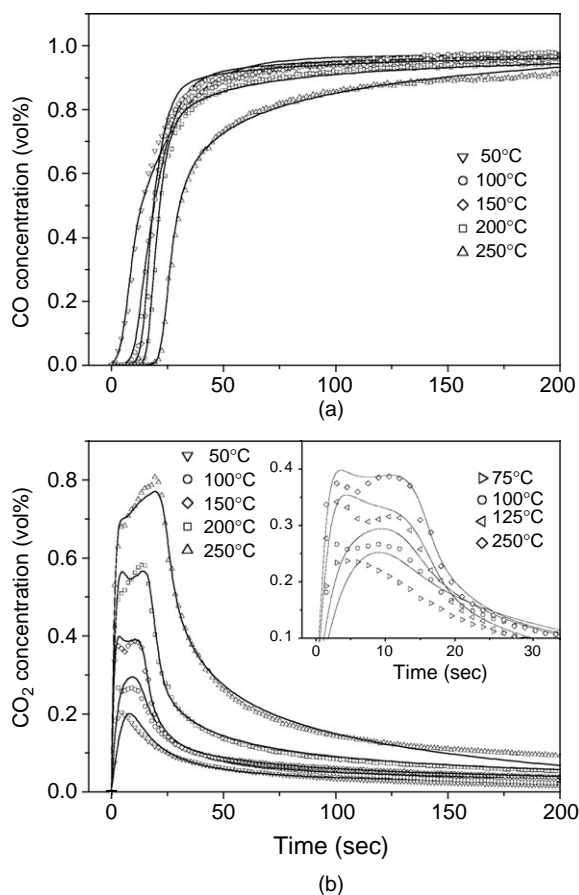 1.0
0.8
0.6
0.4
0.2
0.0
CO concentration (vol%)
50°C
100°C
150°C
200°C
250°C
0 50 100 150 200
(a)
0.8
0.6
0.4
0.2
0.0
CO₂ concentration (vol%)
50°C
100°C
150°C
200°C
250°C
0.4
0.3
0.2
0.1
75°C
100°C
125°C
250°C
0 10 20 30
Time (sec)
0 50 100 150 200
Time (sec)
(b)